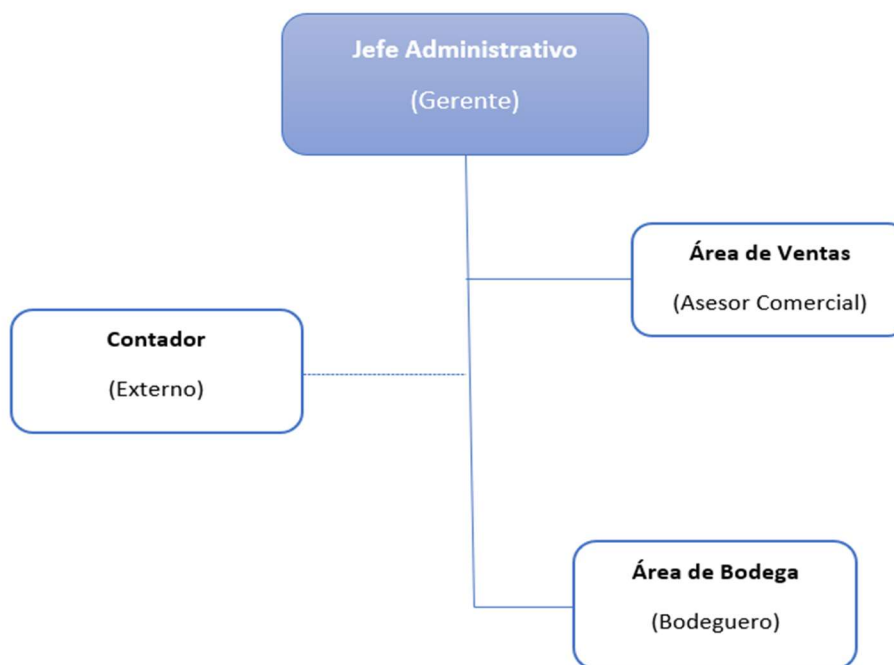 Jefe Administrativo
(Gerente)
Área de Ventas
(Asesor Comercial)
Contador
(Externo)
Área de Bodega
(Bodeguero)